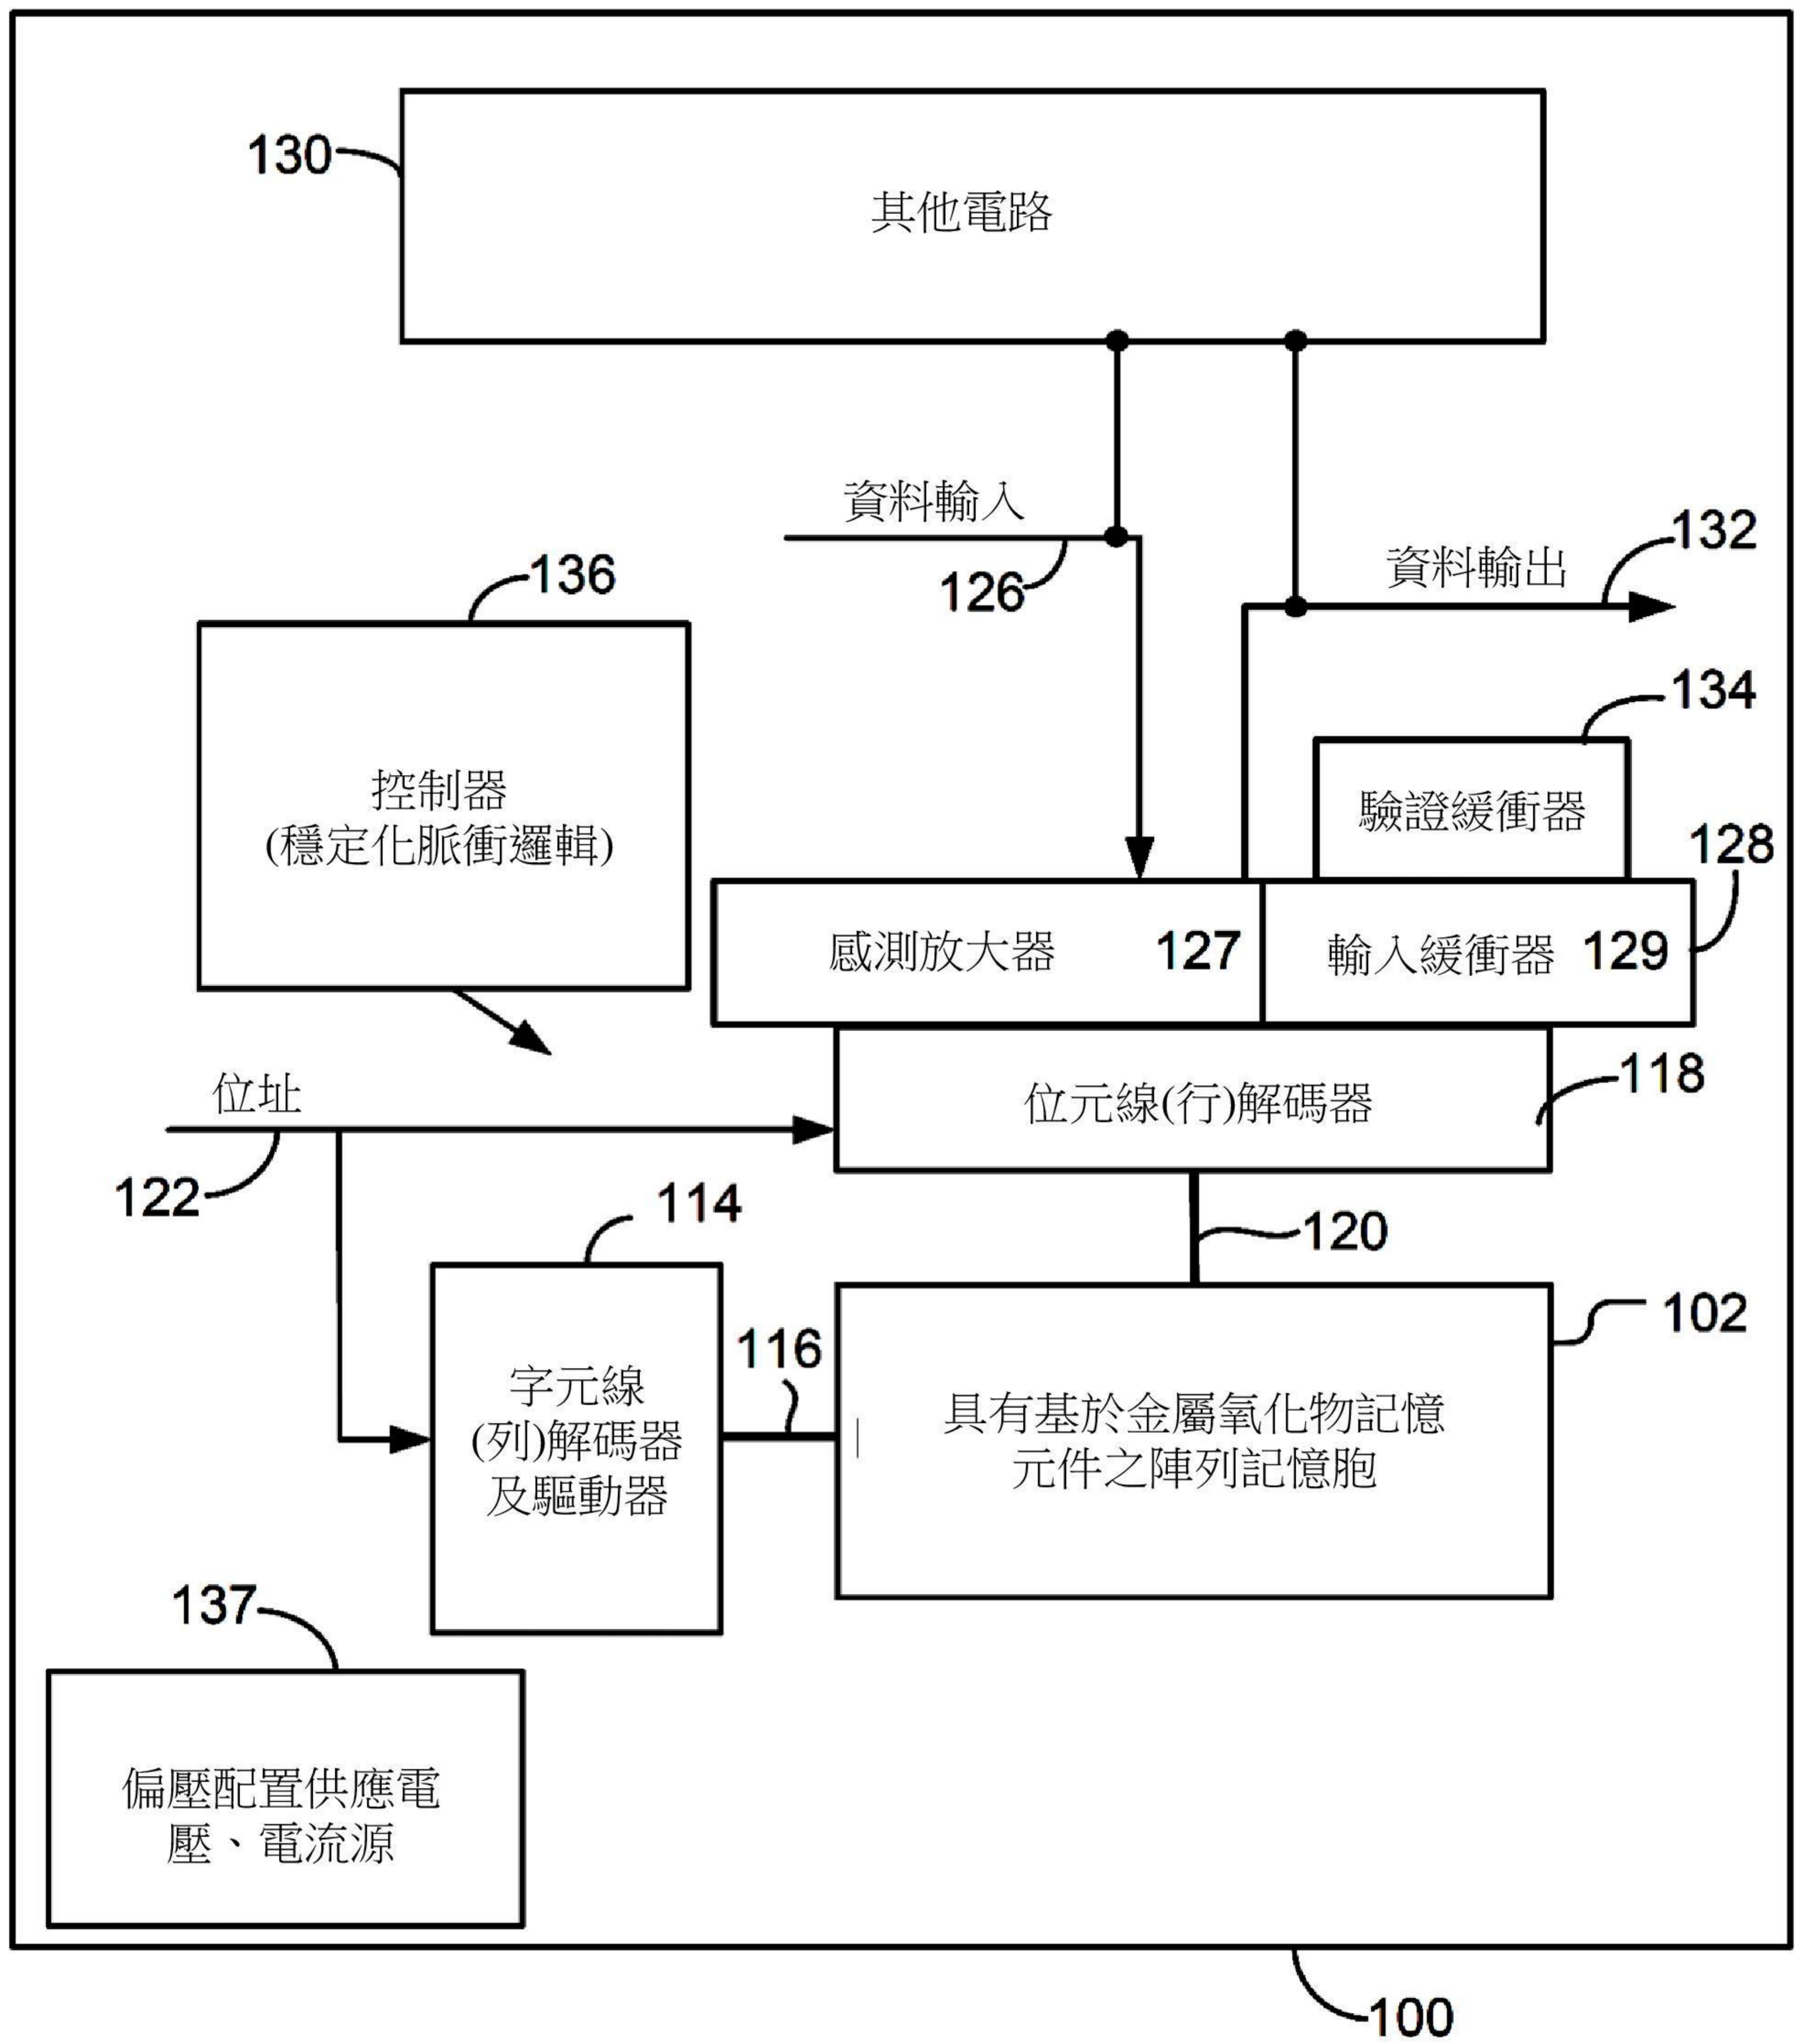 130
其他電路
資料輸入
126
132
資料輸出
136
134
控制器
(穩定化脈衝邏輯)
驗證緩衝器
128
感測放大器 127
輸入緩衝器 129
118
位元線(行)解碼器
位址
122
114
120
102
116
字元線
(列)解碼器
及驅動器
具有基於金屬氧化物記憶
元件之陣列記憶胞
137
偏壓配置供應電
壓、電流源
100